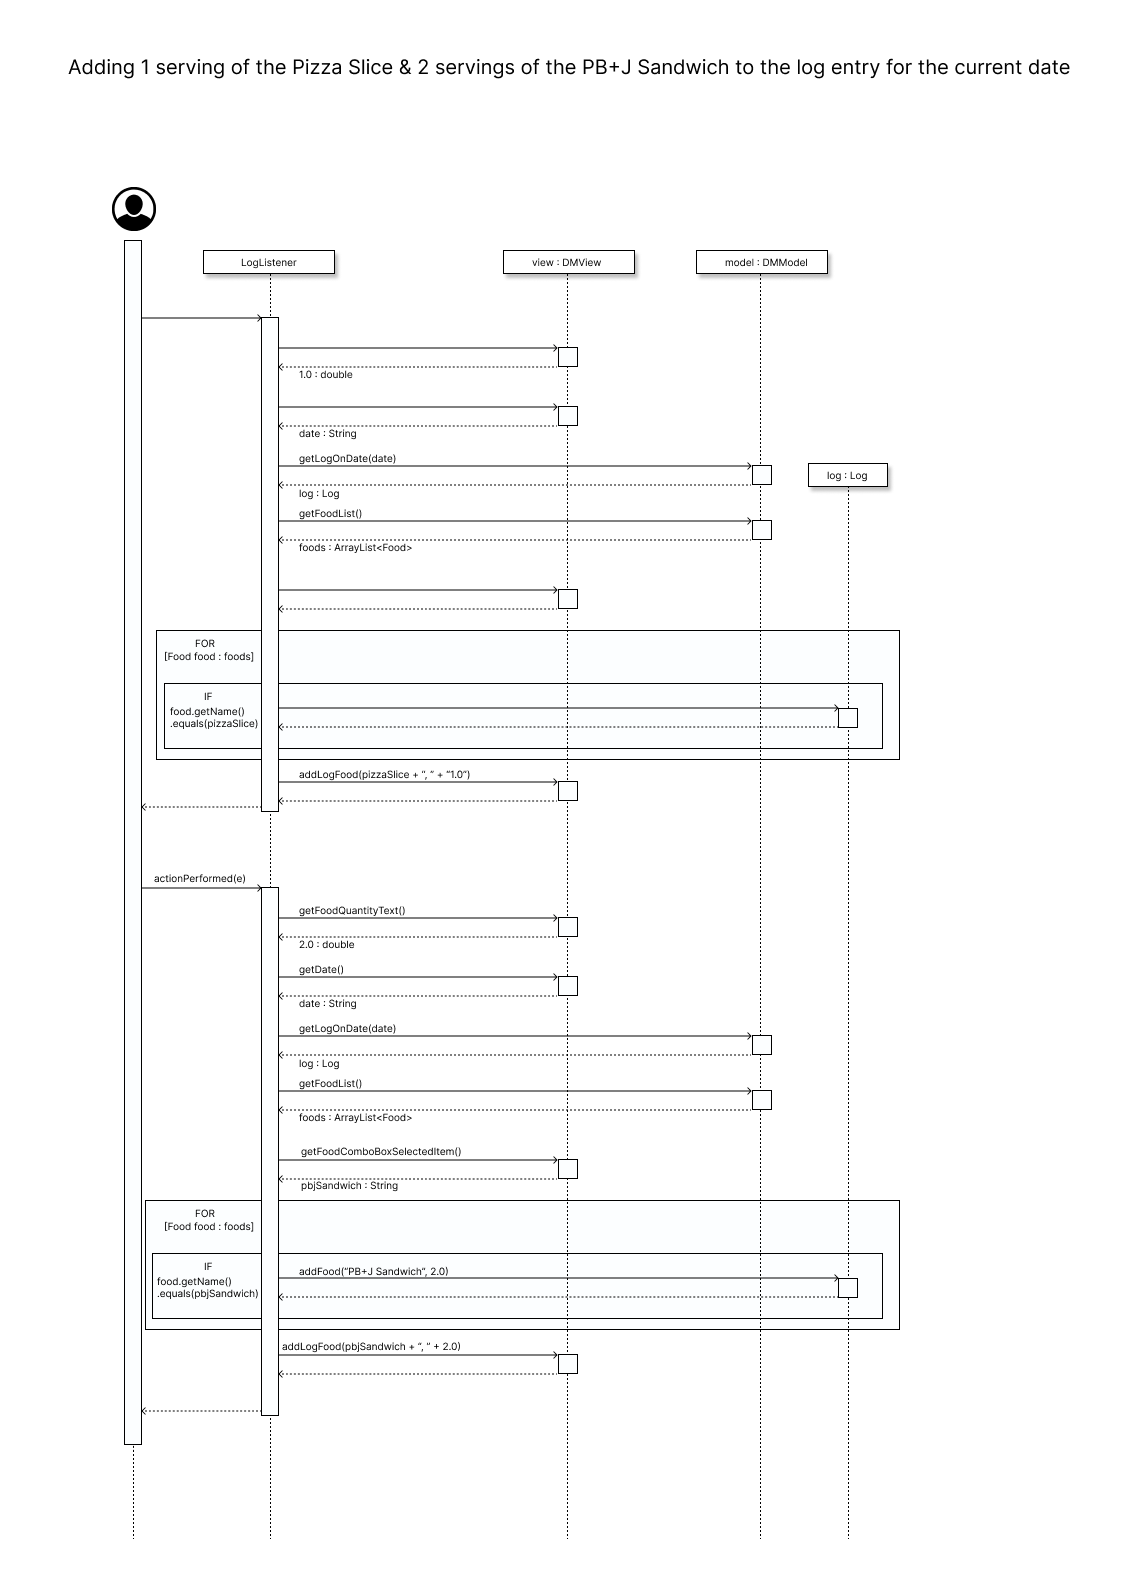 Adding 1 serving of the Pizza Slice & 2 servings of the PB+J Sandwich to the log entry for the current date
LogListener
view : DMView
model : DMModel
1.0 : double
date : String
getLogOnDate(date)
log : Log
log : Log
getFoodList()
foods : ArrayList<Food>
FOR
[Food food : foods]
IF
food.getName()
.equals(pizzaSlice)
addLogFood(pizzaSlice + “, ” + “1.0”)
actionPerformed(e)
getFoodQuantityText()
2.0 : double
getDate()
date : String
getLogOnDate(date)
log : Log
getFoodList()
foods : ArrayList<Food>
getFoodComboBoxSelectedItem()
pbjSandwich : String
FOR
[Food food : foods]
IF
food.getName()
.equals(pbjSandwich)
addFood(“PB+J Sandwich”, 2.0)
addLogFood(pbjSandwich + “, ” + 2.0)